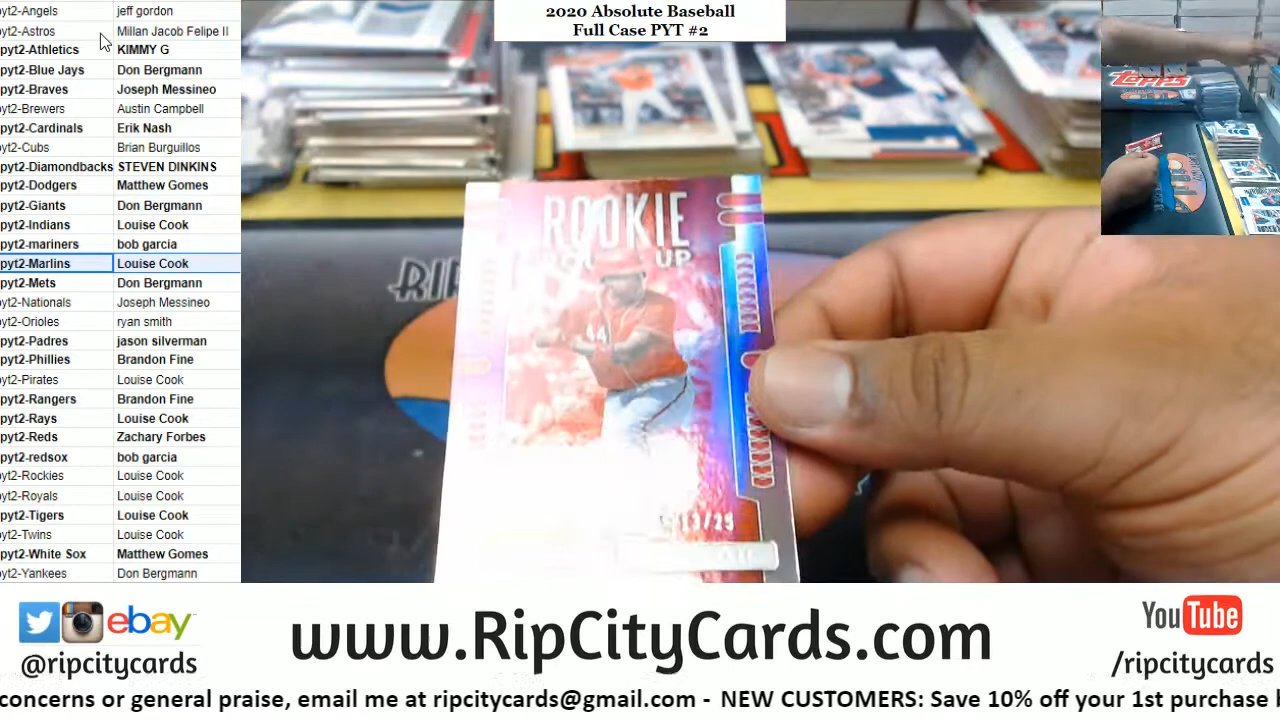 2020 Absolute Baseball
Full Case PYT #2
pyt2-Angels jeff gordon
pyt2-Astros Millan Jacob Felipe II
pyt2-Athletics KIMMY G
pyt2-Blue Jays Don Bergmann
pyt2-Braves Joseph Messineo
pyt2-Brewers Austin Campbell
pyt2-Cardinals Erik Nash
pyt2-Cubs Brian Burguillos
pyt2-Diamondbacks STEVEN DINKINS
pyt2-Dodgers Matthew Gomes
pyt2-Giants Don Bergmann
pyt2-Indians Louise Cook
pyt2-mariners bob garcia
pyt2-Marlins Louise Cook
pyt2-Mets Don Bergmann
pyt2-Nationals Joseph Messineo
pyt2-Orioles ryan smith
pyt2-Padres jason silverman
pyt2-Phillies Brandon Fine
pyt2-Pirates Louise Cook
pyt2-Rangers Brandon Fine
pyt2-Rays Louise Cook
pyt2-Reds Zachary Forbes
pyt2-redsox bob garcia
pyt2-Rockies Louise Cook
pyt2-Royals Louise Cook
pyt2-Tigers Louise Cook
pyt2-Twins Louise Cook
pyt2-White Sox Matthew Gomes
pyt2-Yankees Don Bergmann
Topps
RIP
ROOKIE
UP
44
13/25
ebay
@ripcitycards
www.RipCityCards.com
YouTube
/ripcitycards
concerns or general praise, email me at ripcitycards@gmail.com - NEW CUSTOMERS: Save 10% off your 1st purchase